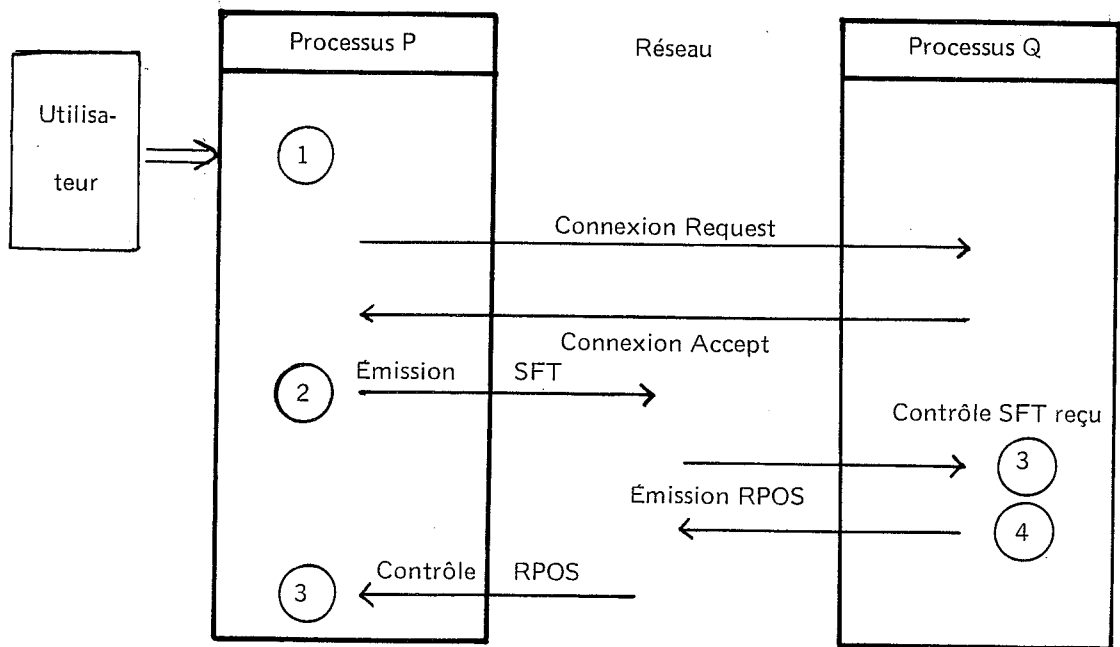 Processus P
Réseau
Processus Q
Utilisa-
teur
1
Connexion Request
Connexion Accept
2
Émission SFT
Contrôle SFT reçu
3
Émission RPOS
4
3
Contrôle RPOS